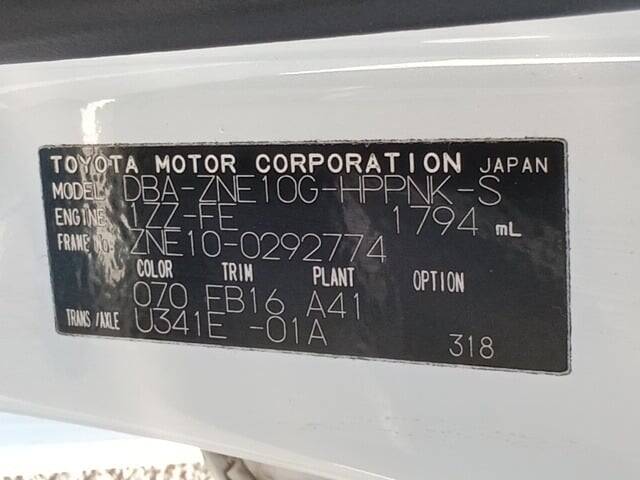 TOYOTA MOTOR CORPORATION JAPAN
MODEL DBA-ZNE10G-HPPNK-S
ENGINE 1ZZ-FE 1794 mL
FRAME No. ZNE10-0292774
COLOR TRIM PLANT OPTION
070 FB16 A41
TRANS/AXLE U341E -01A
318